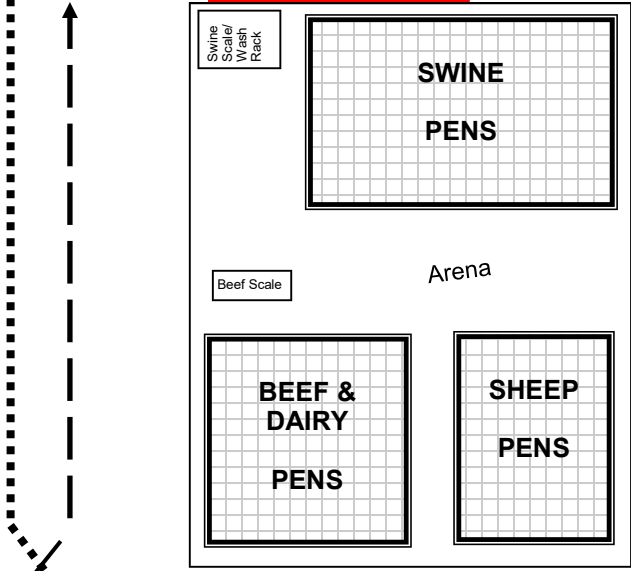 Swine
Scale/
Wash
Rack
SWINE
PENS
Arena
Beef Scale
BEEF &
DAIRY
PENS
SHEEP
PENS